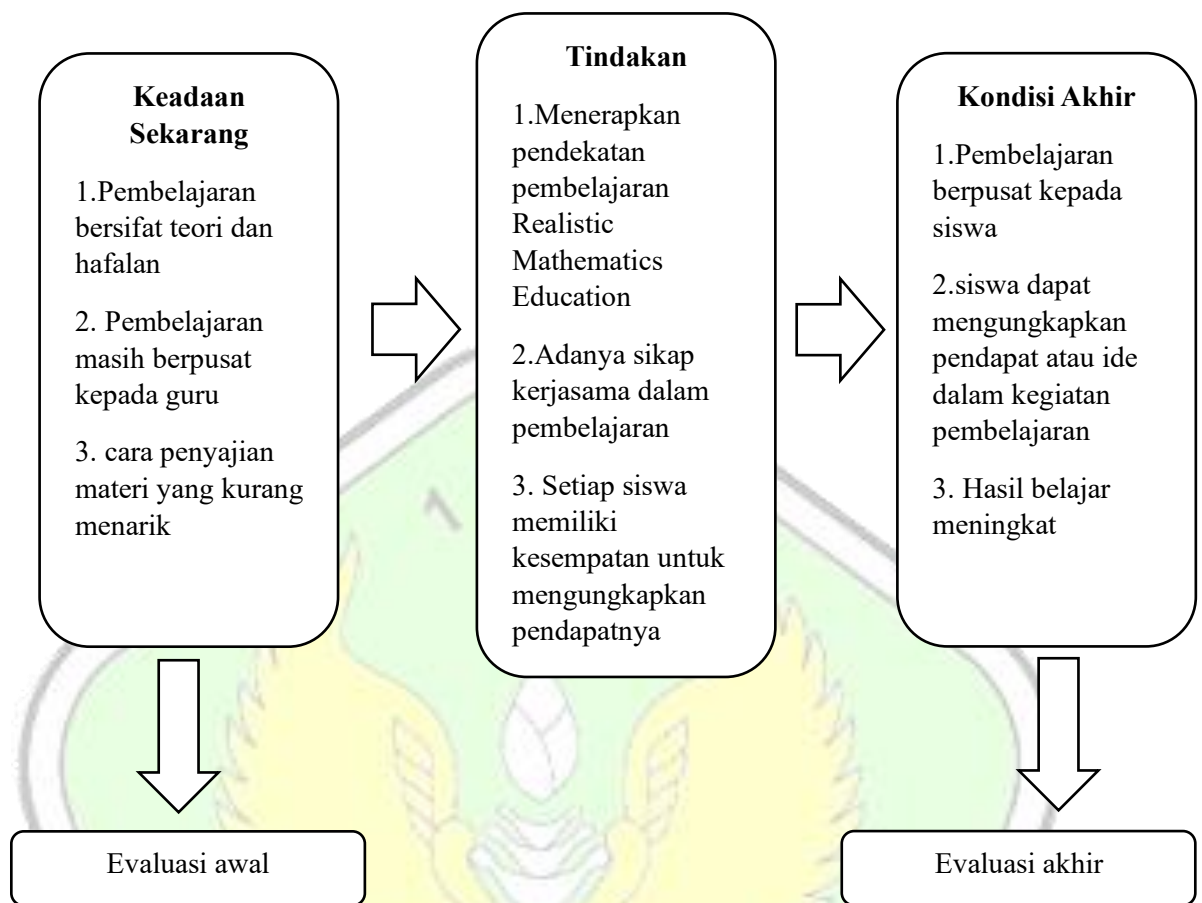 Keadaan
Sekarang
1.Pembelajaran
bersifat teori dan
hafalan
2. Pembelajaran
masih berpusat
kepada guru
3. cara penyajian
materi yang kurang
menarik
Tindakan
1.Menerapkan
pendekatan
pembelajaran
Realistic
Mathematics
Education
2.Adanya sikap
kerjasama dalam
pembelajaran
3. Setiap siswa
memiliki
kesempatan untuk
mengungkapkan
pendapatnya
Kondisi Akhir
1.Pembelajaran
berpusat kepada
siswa
2.siswa dapat
mengungkapkan
pendapat atau ide
dalam kegiatan
pembelajaran
3. Hasil belajar
meningkat
Evaluasi awal
Evaluasi akhir